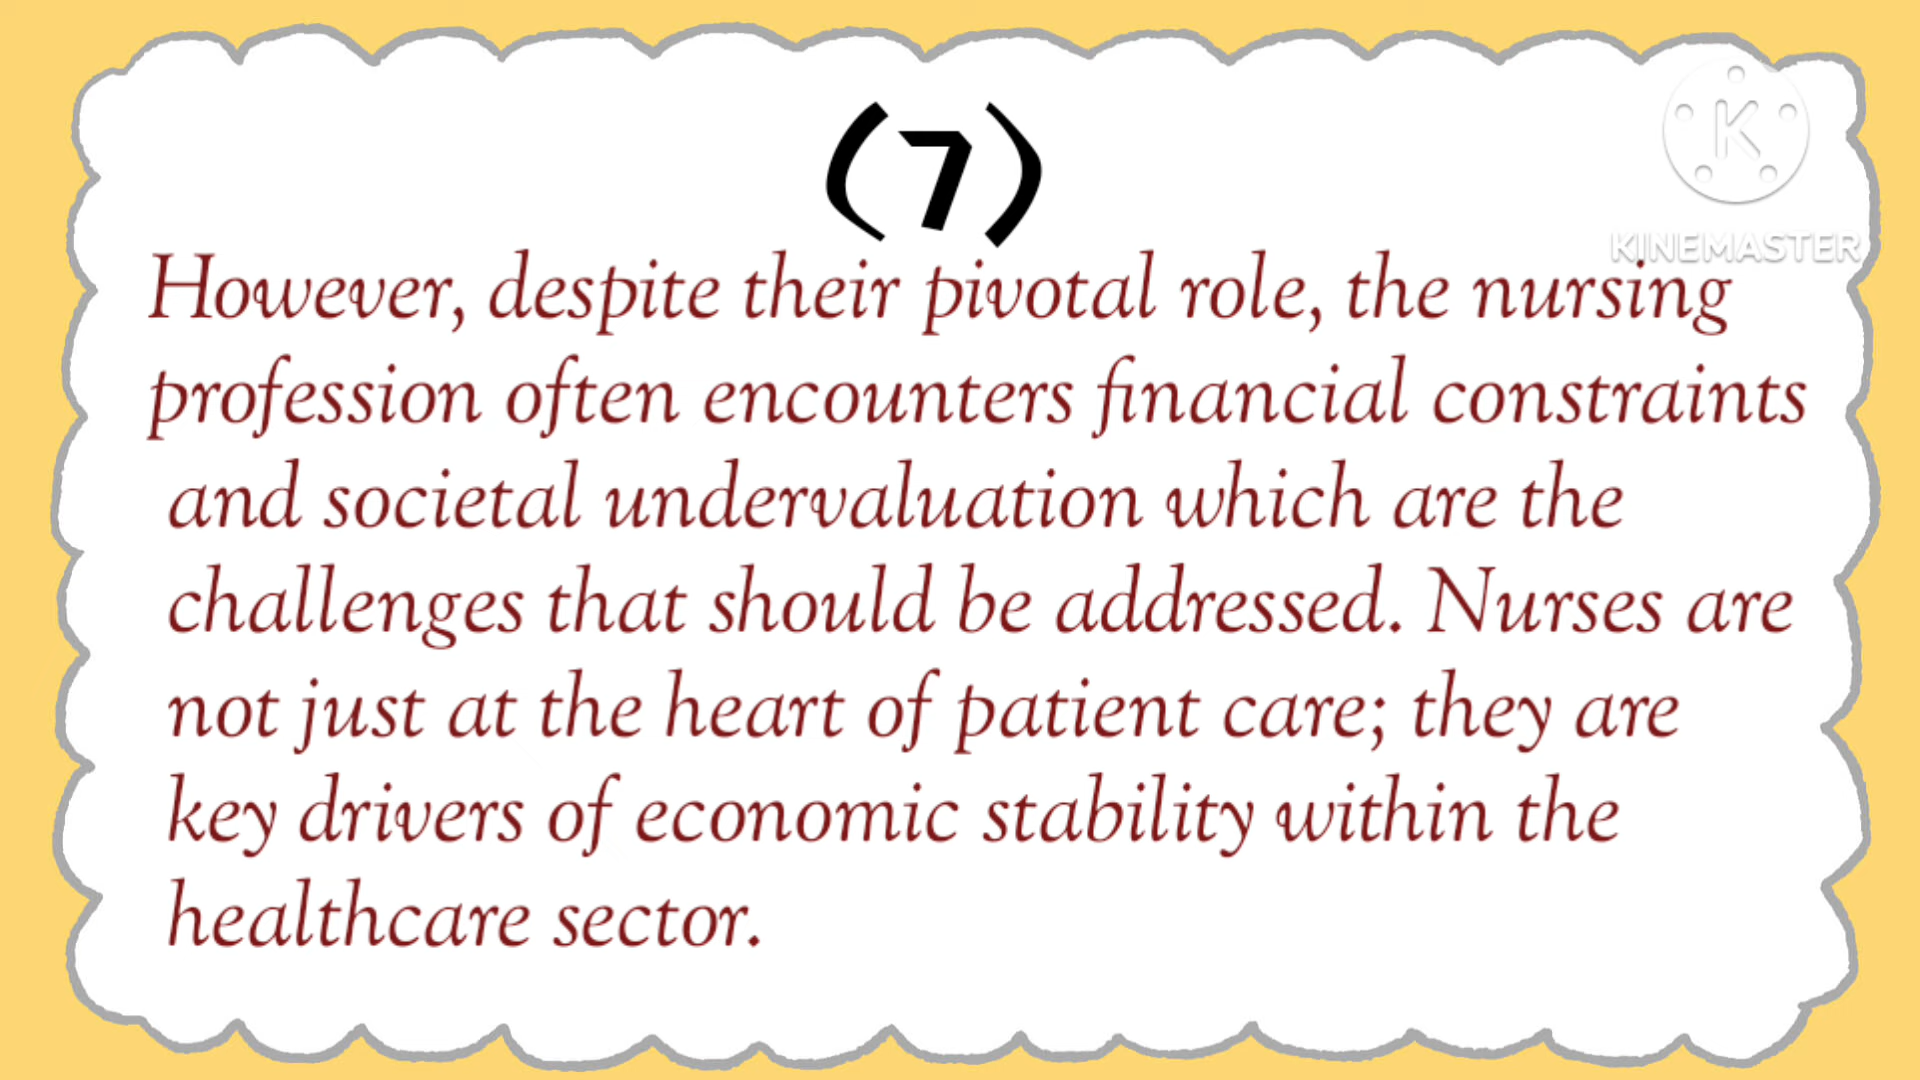 (7)
K
KINEMASTER
However, despite their pivotal role, the nursing
profession often encounters financial constraints
and societal undervaluation which are the
challenges that should be addressed. Nurses are
not just at the heart of patient care; they are
key drivers of economic stability within the
healthcare sector.